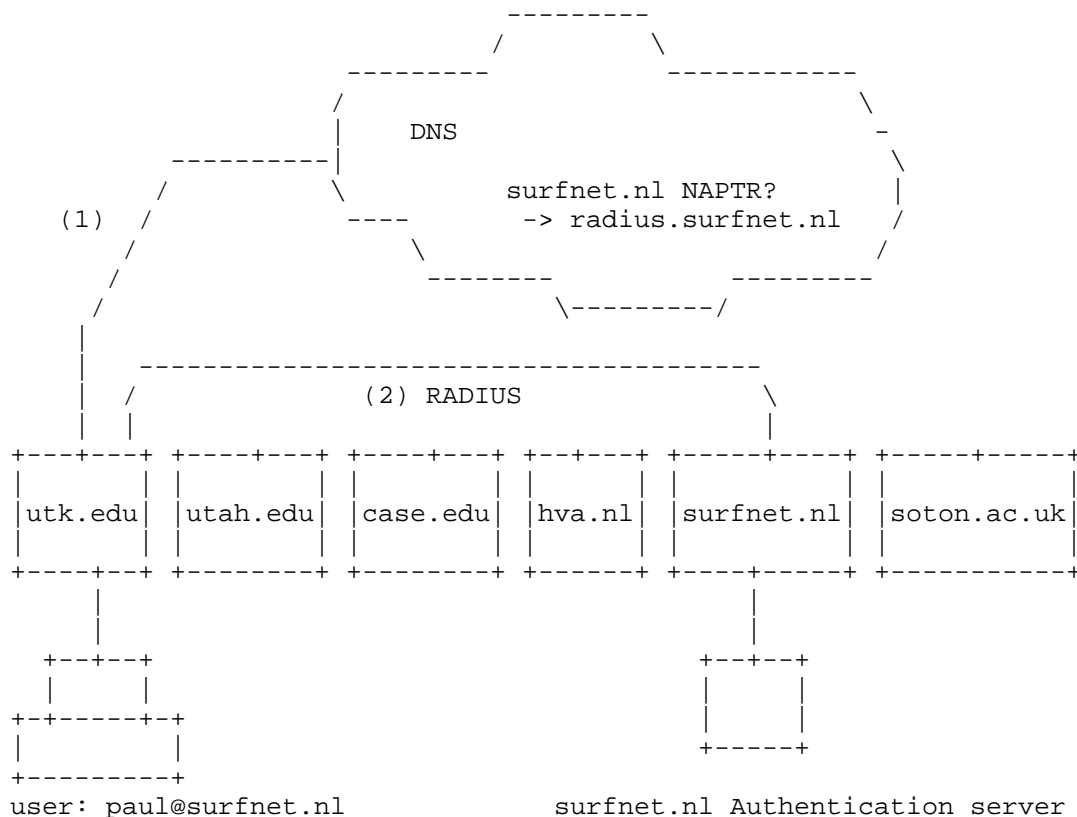 DNS
surfnet.nl NAPTR?
(1) -> radius.surfnet.nl
(2) RADIUS
utk.edu utah.edu case.edu hva.nl surfnet.nl soton.ac.uk
user: paul@surfnet.nl surfnet.nl Authentication server